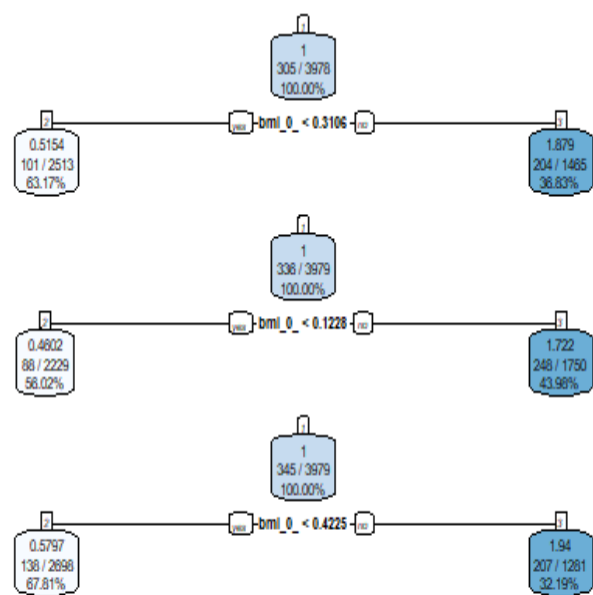 1
1
305 / 3978
100.00%
2
yes bmi_0_ < 0.3106 no
3
0.5154
101 / 2513
63.17%
1.879
204 / 1465
36.83%
1
1
336 / 3979
100.00%
2
yes bmi_0_ < 0.1228 no
3
0.4602
88 / 2229
56.02%
1.722
248 / 1750
43.98%
1
1
345 / 3979
100.00%
2
yes bmi_0_ < 0.4225 no
3
0.5797
138 / 2698
67.81%
1.94
207 / 1281
32.19%